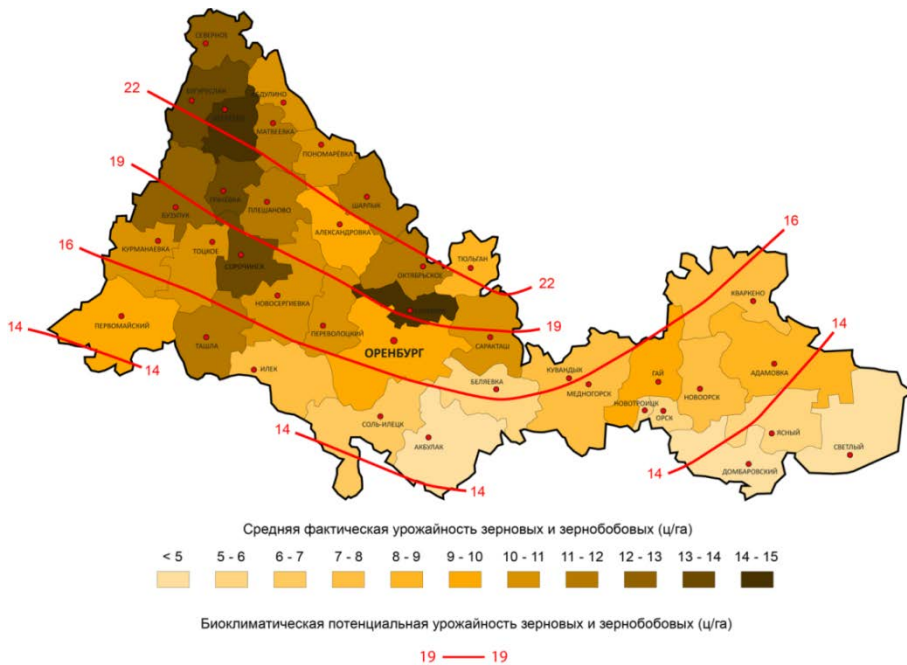 СЕВЕРНОЕ
22
АБДУЛИНО
МАТВЕЕВКА
ПОНОМАРЁВКА
19
ШАРЛЫК
ПЛЕШАНОВО
БУЗУЛУК
АЛЕКСАНДРОВКА
16
16
КУРМАНАЕВКА
ТОЦКОЕ
СОРОЧИНСК
ОКТЯБРЬСКОЕ
ТЮЛЬГАН
22
НОВОСЕРГИЕВКА
КВАРКЕНО
ПЕРВОМАЙСКИЙ
14
14
19
ПЕРЕВОЛОЦКИЙ
ТАШЛА
ОРЕНБУРГ
САРАКТАШ
14
ИЛЕК
КУВАНДЫК
ГАЙ
АДАМОВКА
БЕЛЯЕВКА
МЕДНОГОРСК
НОВООРСК
НОВОТРОИЦК
ОРСК
СОЛЬ-ИЛЕЦК
14
АКБУЛАК
ЯСНЫЙ
СВЕТЛЫЙ
14
ДОМБАРОВСКИЙ
14
Средняя фактическая урожайность зерновых и зернобобовых (ц/га)
< 5 5 - 6 6 - 7 7 - 8 8 - 9 9 - 10 10 - 11 11 - 12 12 - 13 13 - 14 14 - 15
Биоклиматическая потенциальная урожайность зерновых и зернобобовых (ц/га)
19 19